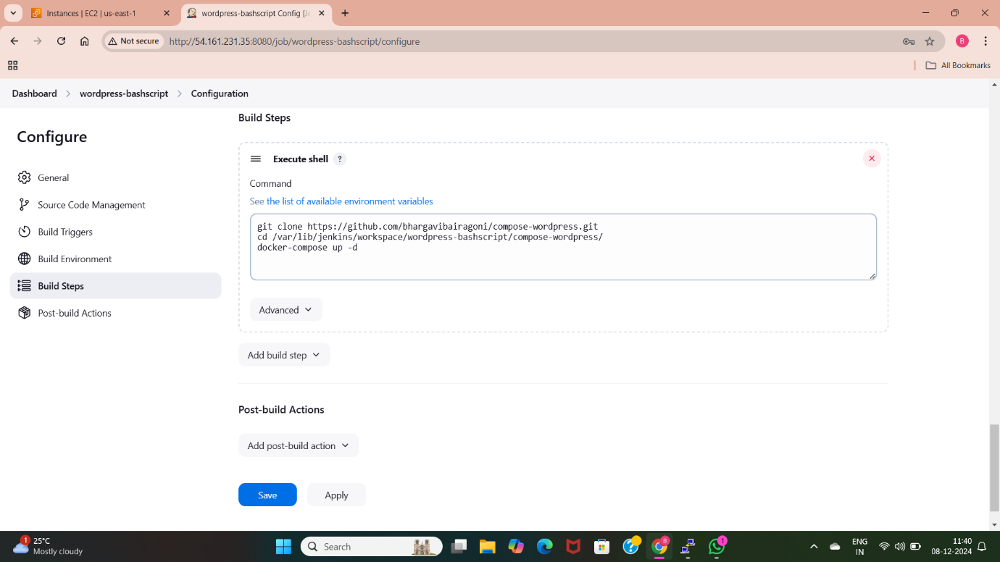 Instances | EC2 | us-east-1
wordpress-bashscript Config [Je
Not secure
http://54.161.231.35:8080/job/wordpress-bashscript/configure
B
All Bookmarks
Dashboard > wordpress-bashscript > Configuration
Configure
General
Source Code Management
Build Triggers
Build Environment
Build Steps
Post-build Actions
Build Steps
Execute shell ?
Command
See the list of available environment variables
git clone https://github.com/bhargavibairagoni/compose-wordpress.git
cd /var/lib/jenkins/workspace/wordpress-bashscript/compose-wordpress/
docker-compose up -d
Advanced
Add build step
Post-build Actions
Add post-build action
Save
Apply
1
25°C
Mostly cloudy
Search
B
1
ENG
IN
11:40
08-12-2024